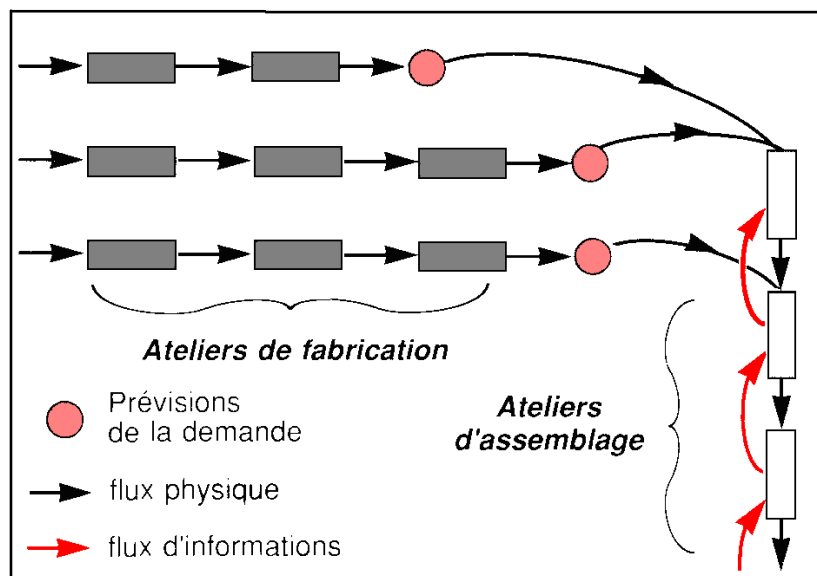 Ateliers de fabrication
Prévisions
de la demande
Ateliers
d'assemblage
flux physique
flux d'informations